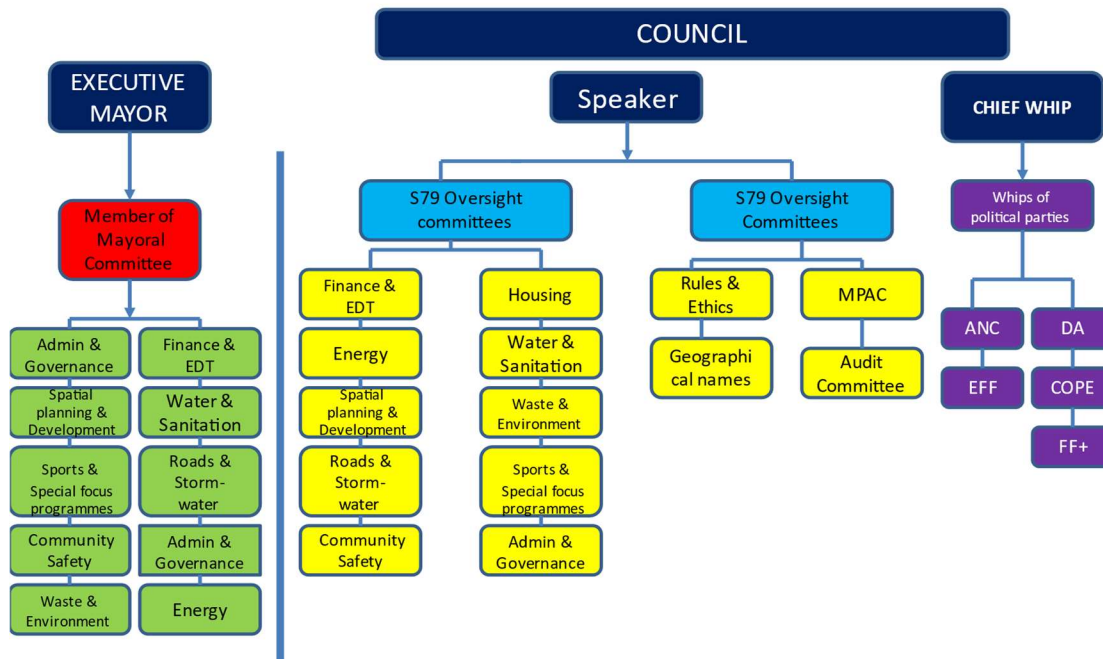 COUNCIL
EXECUTIVE
MAYOR
Speaker
CHIEF WHIP
Member of
Mayoral
Committee
S79 Oversight
committees
S79 Oversight
Committees
Whips of
political parties
Admin &
Governance
Finance &
EDT
Spatial
planning &
Development
Water &
Sanitation
Sports &
Special focus
programmes
Roads &
Storm-
water
Community
Safety
Admin &
Governance
Waste &
Environment
Energy
Finance &
EDT
Housing
Energy
Water &
Sanitation
Spatial
planning &
Development
Waste &
Environment
Roads &
Storm-
water
Sports &
Special focus
programmes
Community
Safety
Admin &
Governance
Rules &
Ethics
MPAC
Geographi
cal names
Audit
Committee
ANC
DA
EFF
COPE
FF+